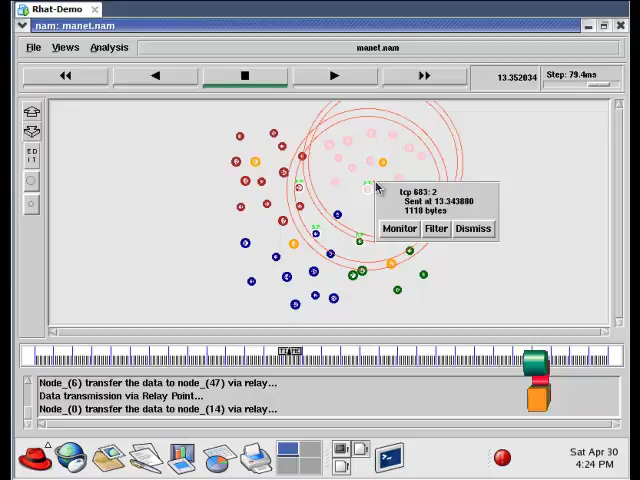 Rhat-Demo
nam: manet.nam
File Views Analysis
manet.nam
13.352034
Step: 79.4ms
tcp 683: 2
Sent at 13.343880
1118 bytes
Monitor Filter Dismiss
EDIT
TIME
Node_(6) transfer the data to node_(47) via relay...
Data transmission via Relay Point...
Node_(0) transfer the data to node_(14) via relay...
Sat Apr 30
4:24 PM